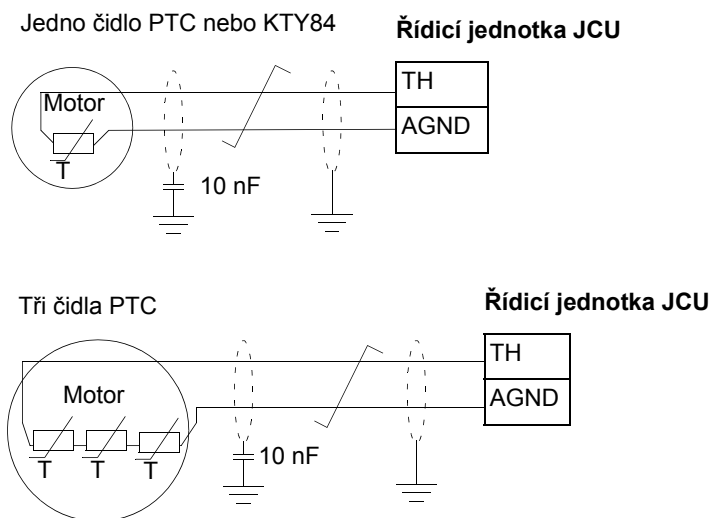 Jedno čidlo PTC nebo KTY84
Řídicí jednotka JCU
Motor
T
TH
AGND
10 nF
Tři čidla PTC
Řídicí jednotka JCU
Motor
T T T
TH
AGND
10 nF